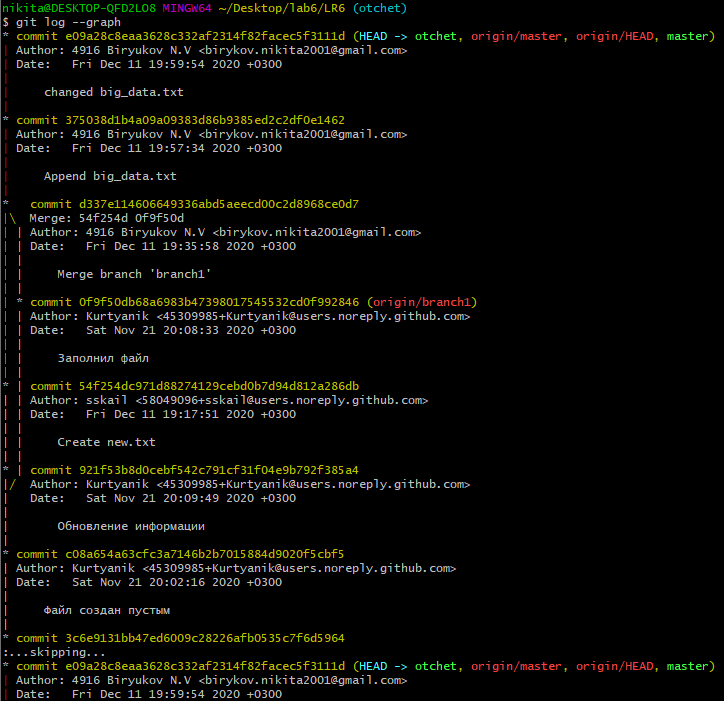 nikita@DESKTOP-QFD2LO8 MINGW64 ~/Desktop/lab6/LR6 (otchet)
$ git log --graph
* commit e09a28c8eaa3628c332af2314f82facec5f3111d (HEAD -> otchet, origin/master, origin/HEAD, master)
| Author: 4916 Biryukov N.V <birykov.nikita2001@gmail.com>
| Date:   Fri Dec 11 19:59:54 2020 +0300
|
|     changed big_data.txt
|
* commit 375038d1b4a09a09383d86b9385ed2c2df0e1462
| Author: 4916 Biryukov N.V <birykov.nikita2001@gmail.com>
| Date:   Fri Dec 11 19:57:34 2020 +0300
|
|     Append big_data.txt
|
*   commit d337e114606649336abd5aeecd00c2d8968ce0d7
|\  Merge: 54f254d 0f9f50d
| | Author: 4916 Biryukov N.V <birykov.nikita2001@gmail.com>
| | Date:   Fri Dec 11 19:35:58 2020 +0300
| |
| |     Merge branch 'branch1'
| |
| * commit 0f9f50db68a6983b47398017545532cd0f992846 (origin/branch1)
| | Author: Kurtyanik <45309985+Kurtyanik@users.noreply.github.com>
| | Date:   Sat Nov 21 20:08:33 2020 +0300
| |
| |     Заполнил файл
| |
* | commit 54f254dc971d88274129cebd0b7d94d812a286db
| | Author: sskail <58049096+sskail@users.noreply.github.com>
| | Date:   Fri Dec 11 19:17:51 2020 +0300
| |
| |     Create new.txt
| |
* | commit 921f53b8d0cebf542c791cf31f04e9b792f385a4
|/  Author: Kurtyanik <45309985+Kurtyanik@users.noreply.github.com>
|   Date:   Sat Nov 21 20:09:49 2020 +0300
|
|       Обновление информации
|
* commit c08a654a63cfc3a7146b2b7015884d9020f5cbf5
| Author: Kurtyanik <45309985+Kurtyanik@users.noreply.github.com>
| Date:   Sat Nov 21 20:02:16 2020 +0300
|
|     Файл создан пустым
|
* commit 3c6e9131bb47ed6009c28226afb0535c7f6d5964
:...skipping...
* commit e09a28c8eaa3628c332af2314f82facec5f3111d (HEAD -> otchet, origin/master, origin/HEAD, master)
| Author: 4916 Biryukov N.V <birykov.nikita2001@gmail.com>
| Date:   Fri Dec 11 19:59:54 2020 +0300